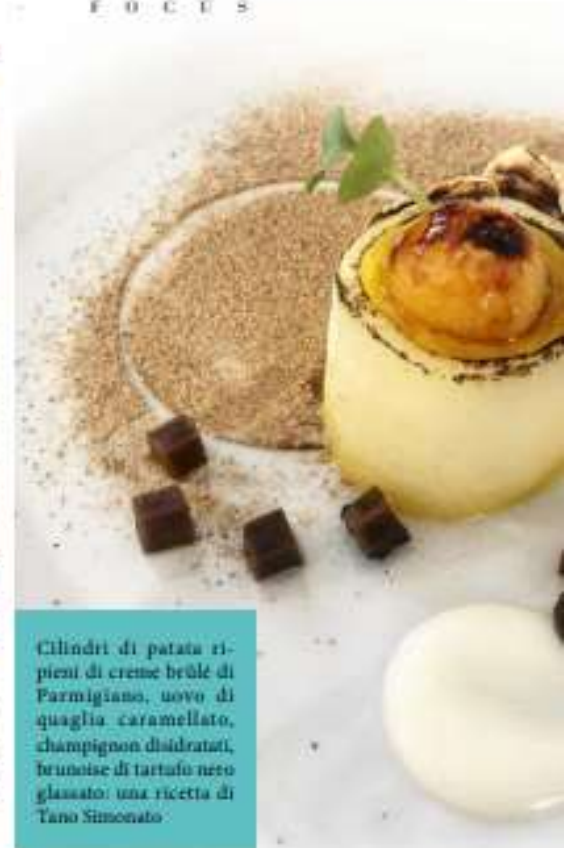 FOCUS
Cilindri di patata ri-
pieni di creme brûlé di
Parmigiano, uovo di
quaglia caramellato,
champignon disidratati,
brunoise di tartufo nero
glassato: una ricetta di
Tano Simonato